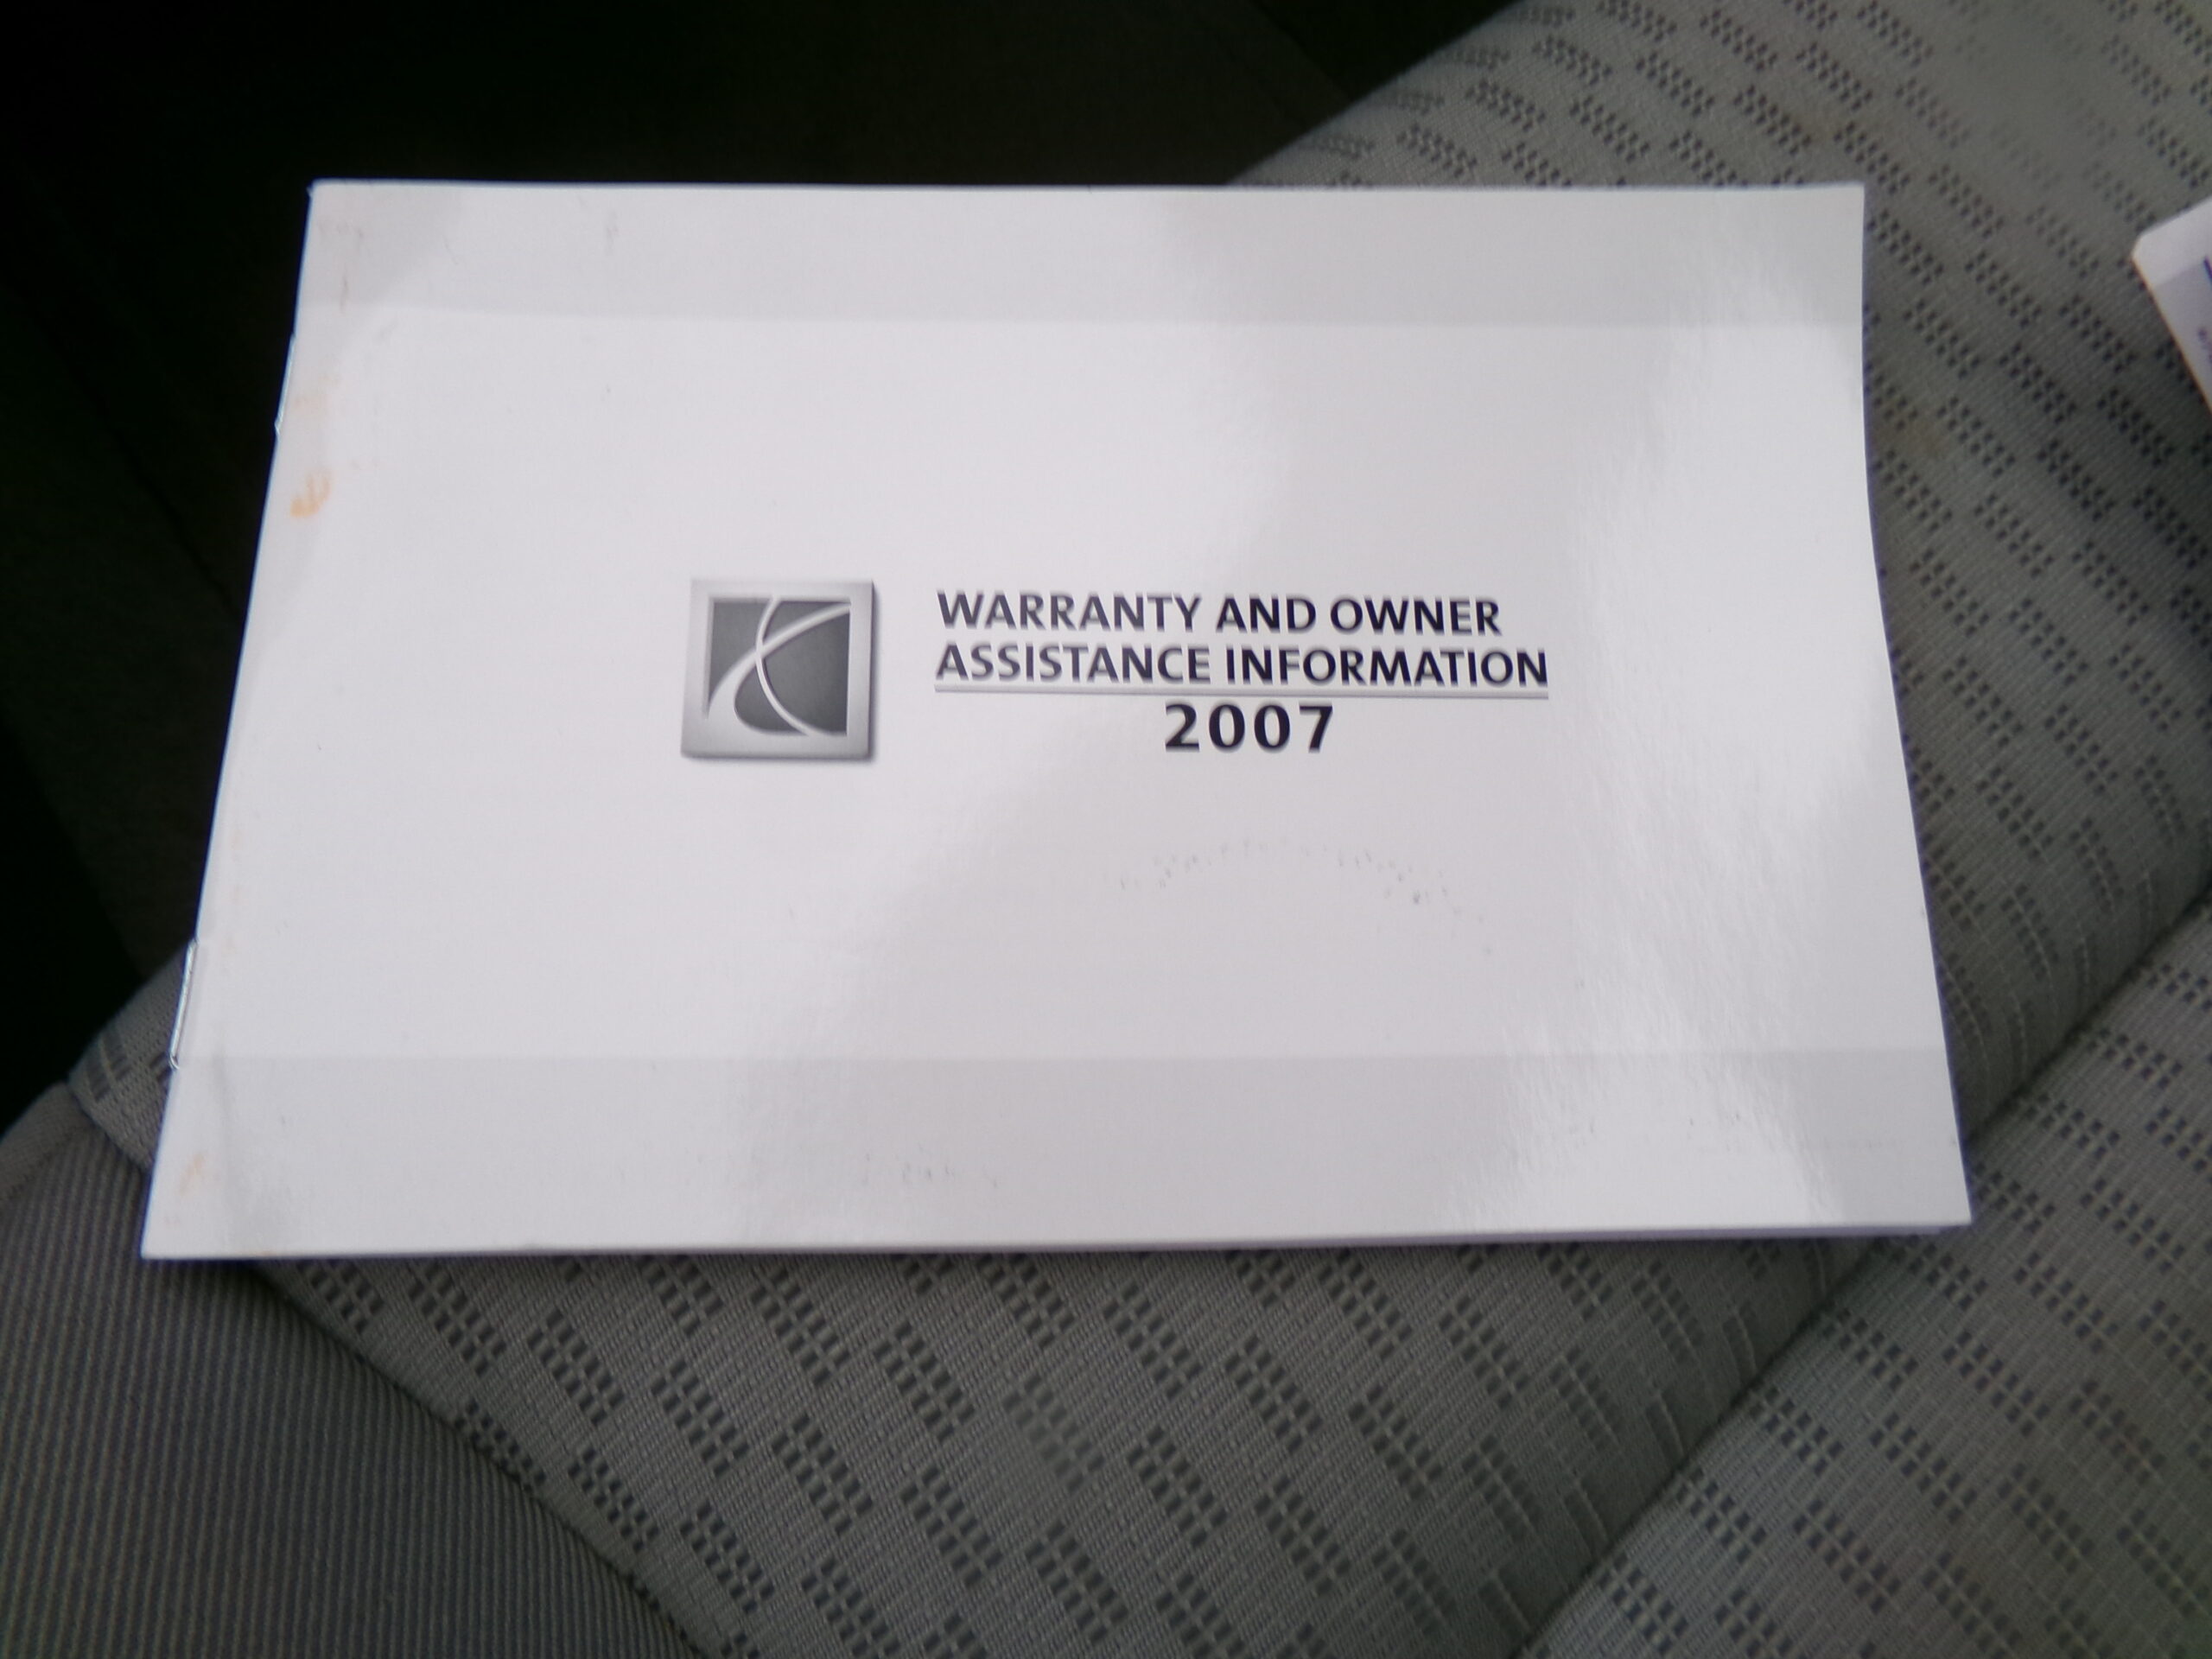 WARRANTY AND OWNER
ASSISTANCE INFORMATION
2007